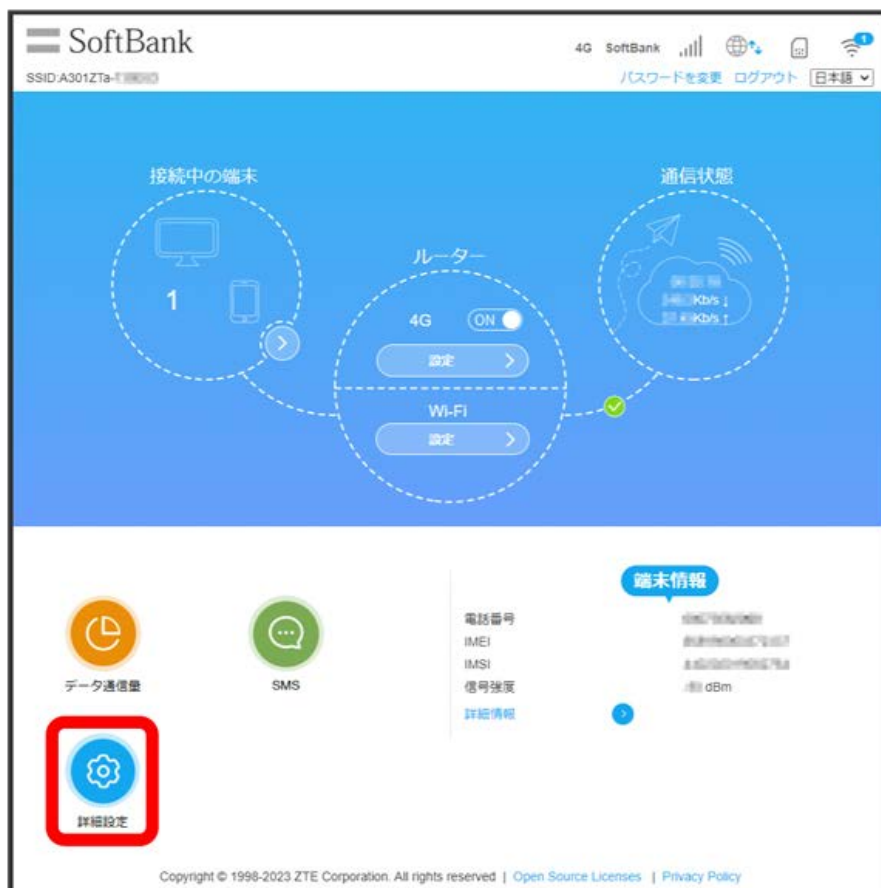 SoftBank
4G SoftBank
1
SSID:A301ZTa-
パスワードを変更 ログアウト 日本語
接続中の端末
通信状態
ルーター
1
Kb/s ↓
Kb/s ↑
4G ON
設定
Wi-Fi
設定
端末情報
電話番号
IMEI
IMSI
信号強度 dBm
詳細情報
データ通信量
SMS
詳細設定
Copyright © 1998-2023 ZTE Corporation. All rights reserved | Open Source Licenses | Privacy Policy